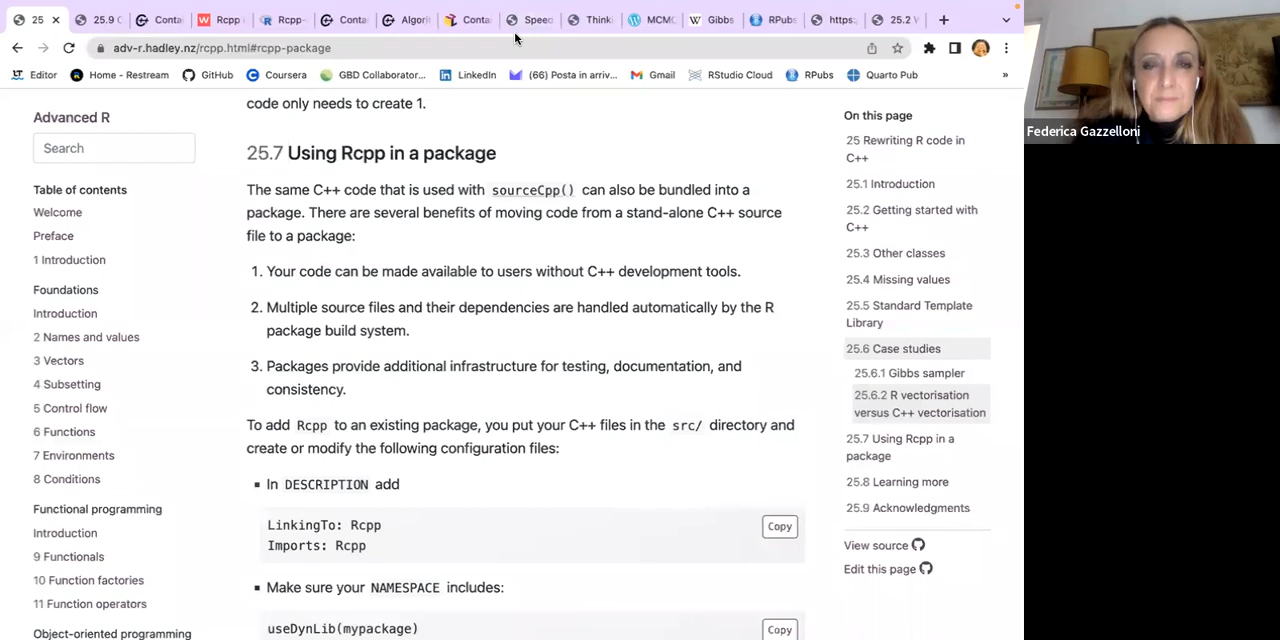 25
25.9 C
Conta
Rcpp
Rcpp-
Conta
Algori
Conta
Speed
Think
MCMC
Gibbs
RPubs
https:
25.2 V
adv-r.hadley.nz/rcpp.html#rcpp-package
Editor
Home - Restream
GitHub
Coursera
GBD Collaborator...
LinkedIn
(66) Posta in arriv...
Gmail
RStudio Cloud
RPubs
Quarto Pub
»
Federica Gazzelloni
Advanced R
Search
Table of contents
Welcome
Preface
1 Introduction
Foundations
Introduction
2 Names and values
3 Vectors
4 Subsetting
5 Control flow
6 Functions
7 Environments
8 Conditions
Functional programming
Introduction
9 Functionals
10 Function factories
11 Function operators
Object-oriented programming
code only needs to create 1.
25.7 Using Rcpp in a package
The same C++ code that is used with sourceCpp() can also be bundled into a
package. There are several benefits of moving code from a stand-alone C++ source
file to a package:
1. Your code can be made available to users without C++ development tools.
2. Multiple source files and their dependencies are handled automatically by the R
package build system.
3. Packages provide additional infrastructure for testing, documentation, and
consistency.
To add Rcpp to an existing package, you put your C++ files in the src/ directory and
create or modify the following configuration files:
▪ In DESCRIPTION add
LinkingTo: Rcpp
Imports: Rcpp
Copy
▪ Make sure your NAMESPACE includes:
useDynLib(mypackage)
Copy
On this page
25 Rewriting R code in
C++
25.1 Introduction
25.2 Getting started with
C++
25.3 Other classes
25.4 Missing values
25.5 Standard Template
Library
25.6 Case studies
25.6.1 Gibbs sampler
25.6.2 R vectorisation
versus C++ vectorisation
25.7 Using Rcpp in a
package
25.8 Learning more
25.9 Acknowledgments
View source
Edit this page